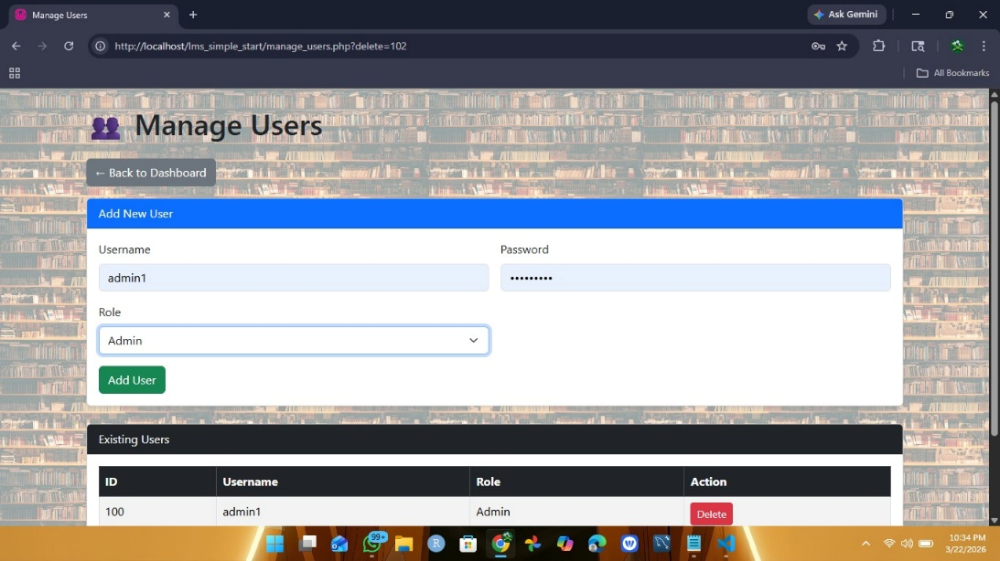 Manage Users
Ask Gemini
http://localhost/lms_simple_start/manage_users.php?delete=102
All Bookmarks
Manage Users
← Back to Dashboard
Add New User
Username
Password
admin1
•••••••••
Role
Admin
Add User
Existing Users
ID Username Role Action
100 admin1 Admin Delete
99+
R
W
10:34 PM
3/22/2026